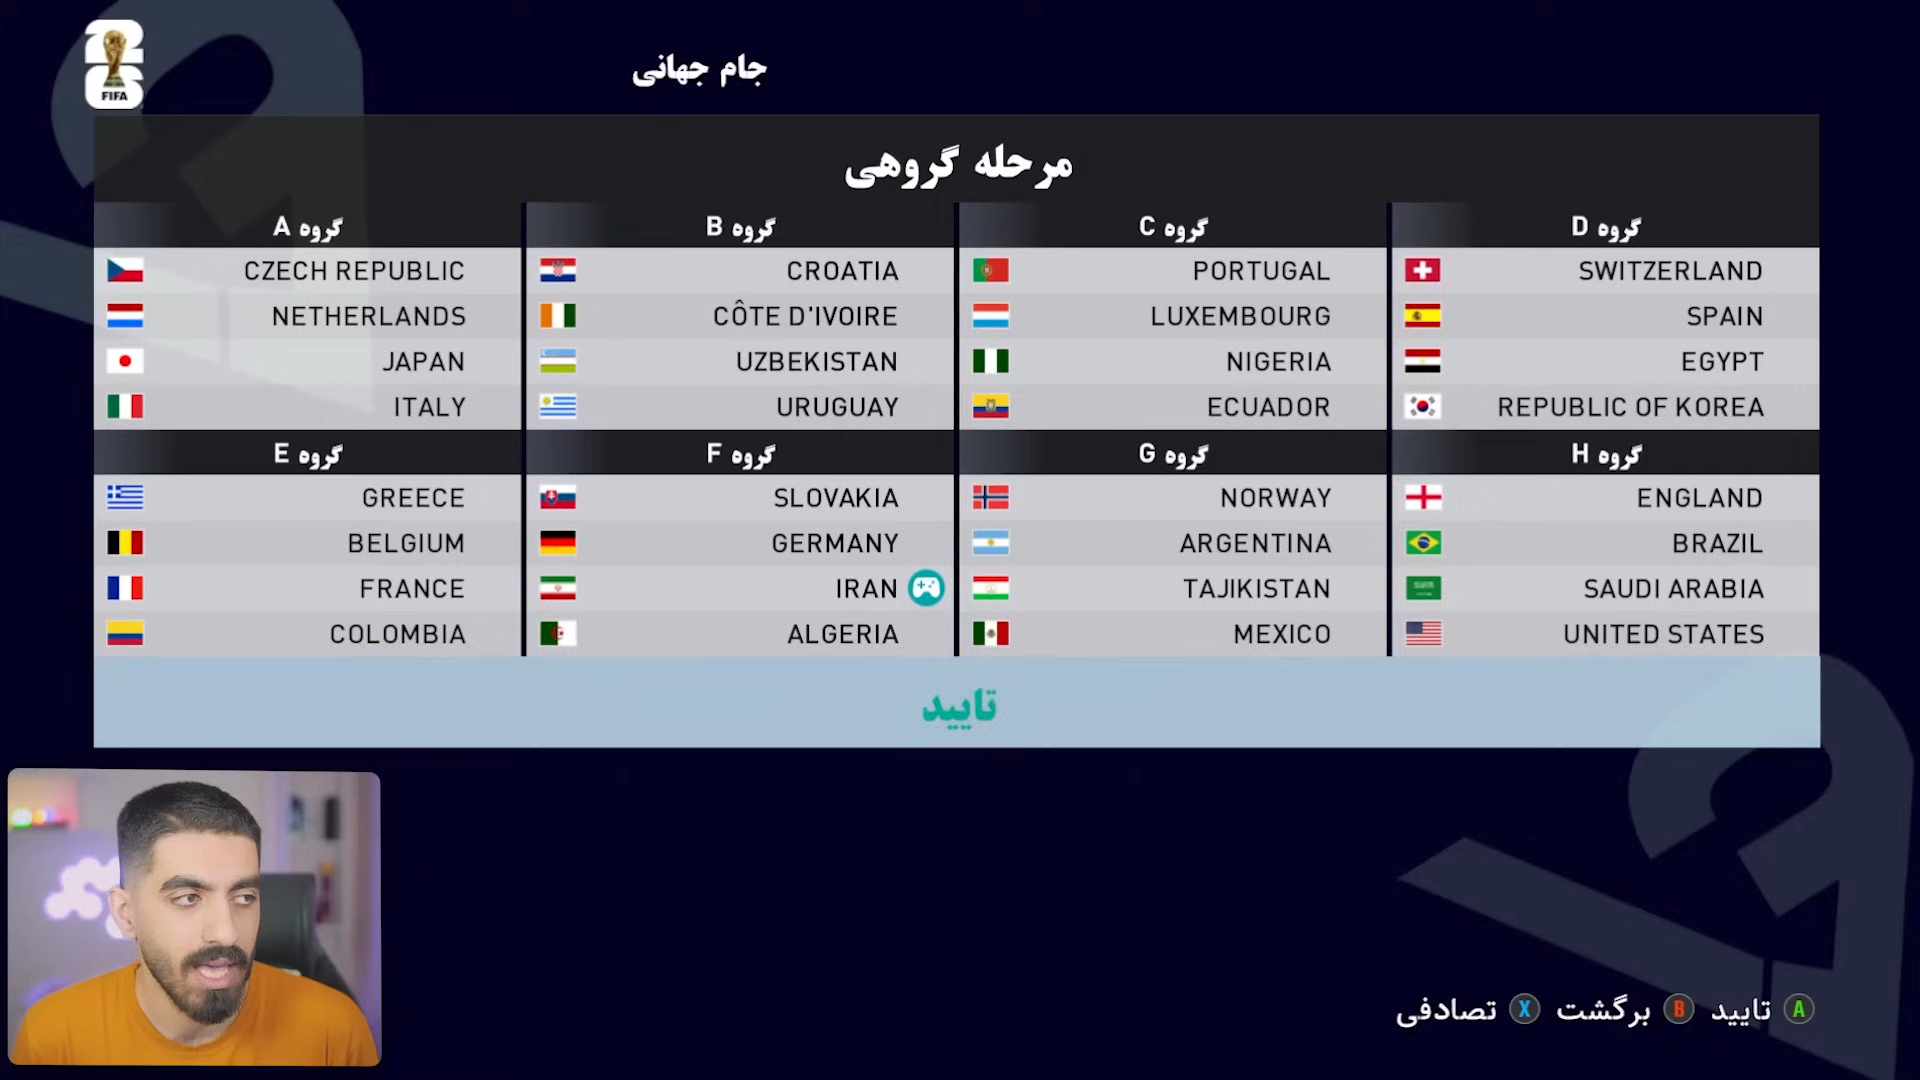 26
FIFA
جام جهانی
مرحله گروهی
گروه A
CZECH REPUBLIC
NETHERLANDS
JAPAN
ITALY
گروه B
CROATIA
CÔTE D'IVOIRE
UZBEKISTAN
URUGUAY
گروه C
PORTUGAL
LUXEMBOURG
NIGERIA
ECUADOR
گروه D
SWITZERLAND
SPAIN
EGYPT
REPUBLIC OF KOREA
گروه E
GREECE
BELGIUM
FRANCE
COLOMBIA
گروه F
SLOVAKIA
GERMANY
IRAN
ALGERIA
گروه G
NORWAY
ARGENTINA
TAJIKISTAN
MEXICO
گروه H
ENGLAND
BRAZIL
SAUDI ARABIA
UNITED STATES
تایید
A تایید B برگشت X تصادفی